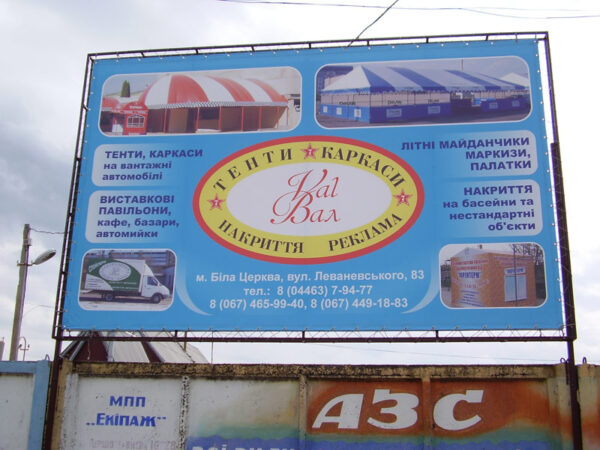 ТЕНТИ КАРКАСИ
Val
Вал
НАКРИТТЯ РЕКЛАМА
ТЕНТИ, КАРКАСИ
на вантажні
автомобілі
ВИСТАВКОВІ
ПАВІЛЬЙОНИ,
кафе, базари,
автомийки
ЛІТНІ МАЙДАНЧИКИ
МАРКИЗИ,
ПАЛАТКИ
НАКРИТТЯ
на басейни та
нестандартні
об'єкти
м. Біла Церква, вул. Леваневського, 83
тел.: 8 (04463) 7-94-77
8 (067) 465-99-40, 8 (067) 449-18-83
МПП
„Екіпаж"
АЗС